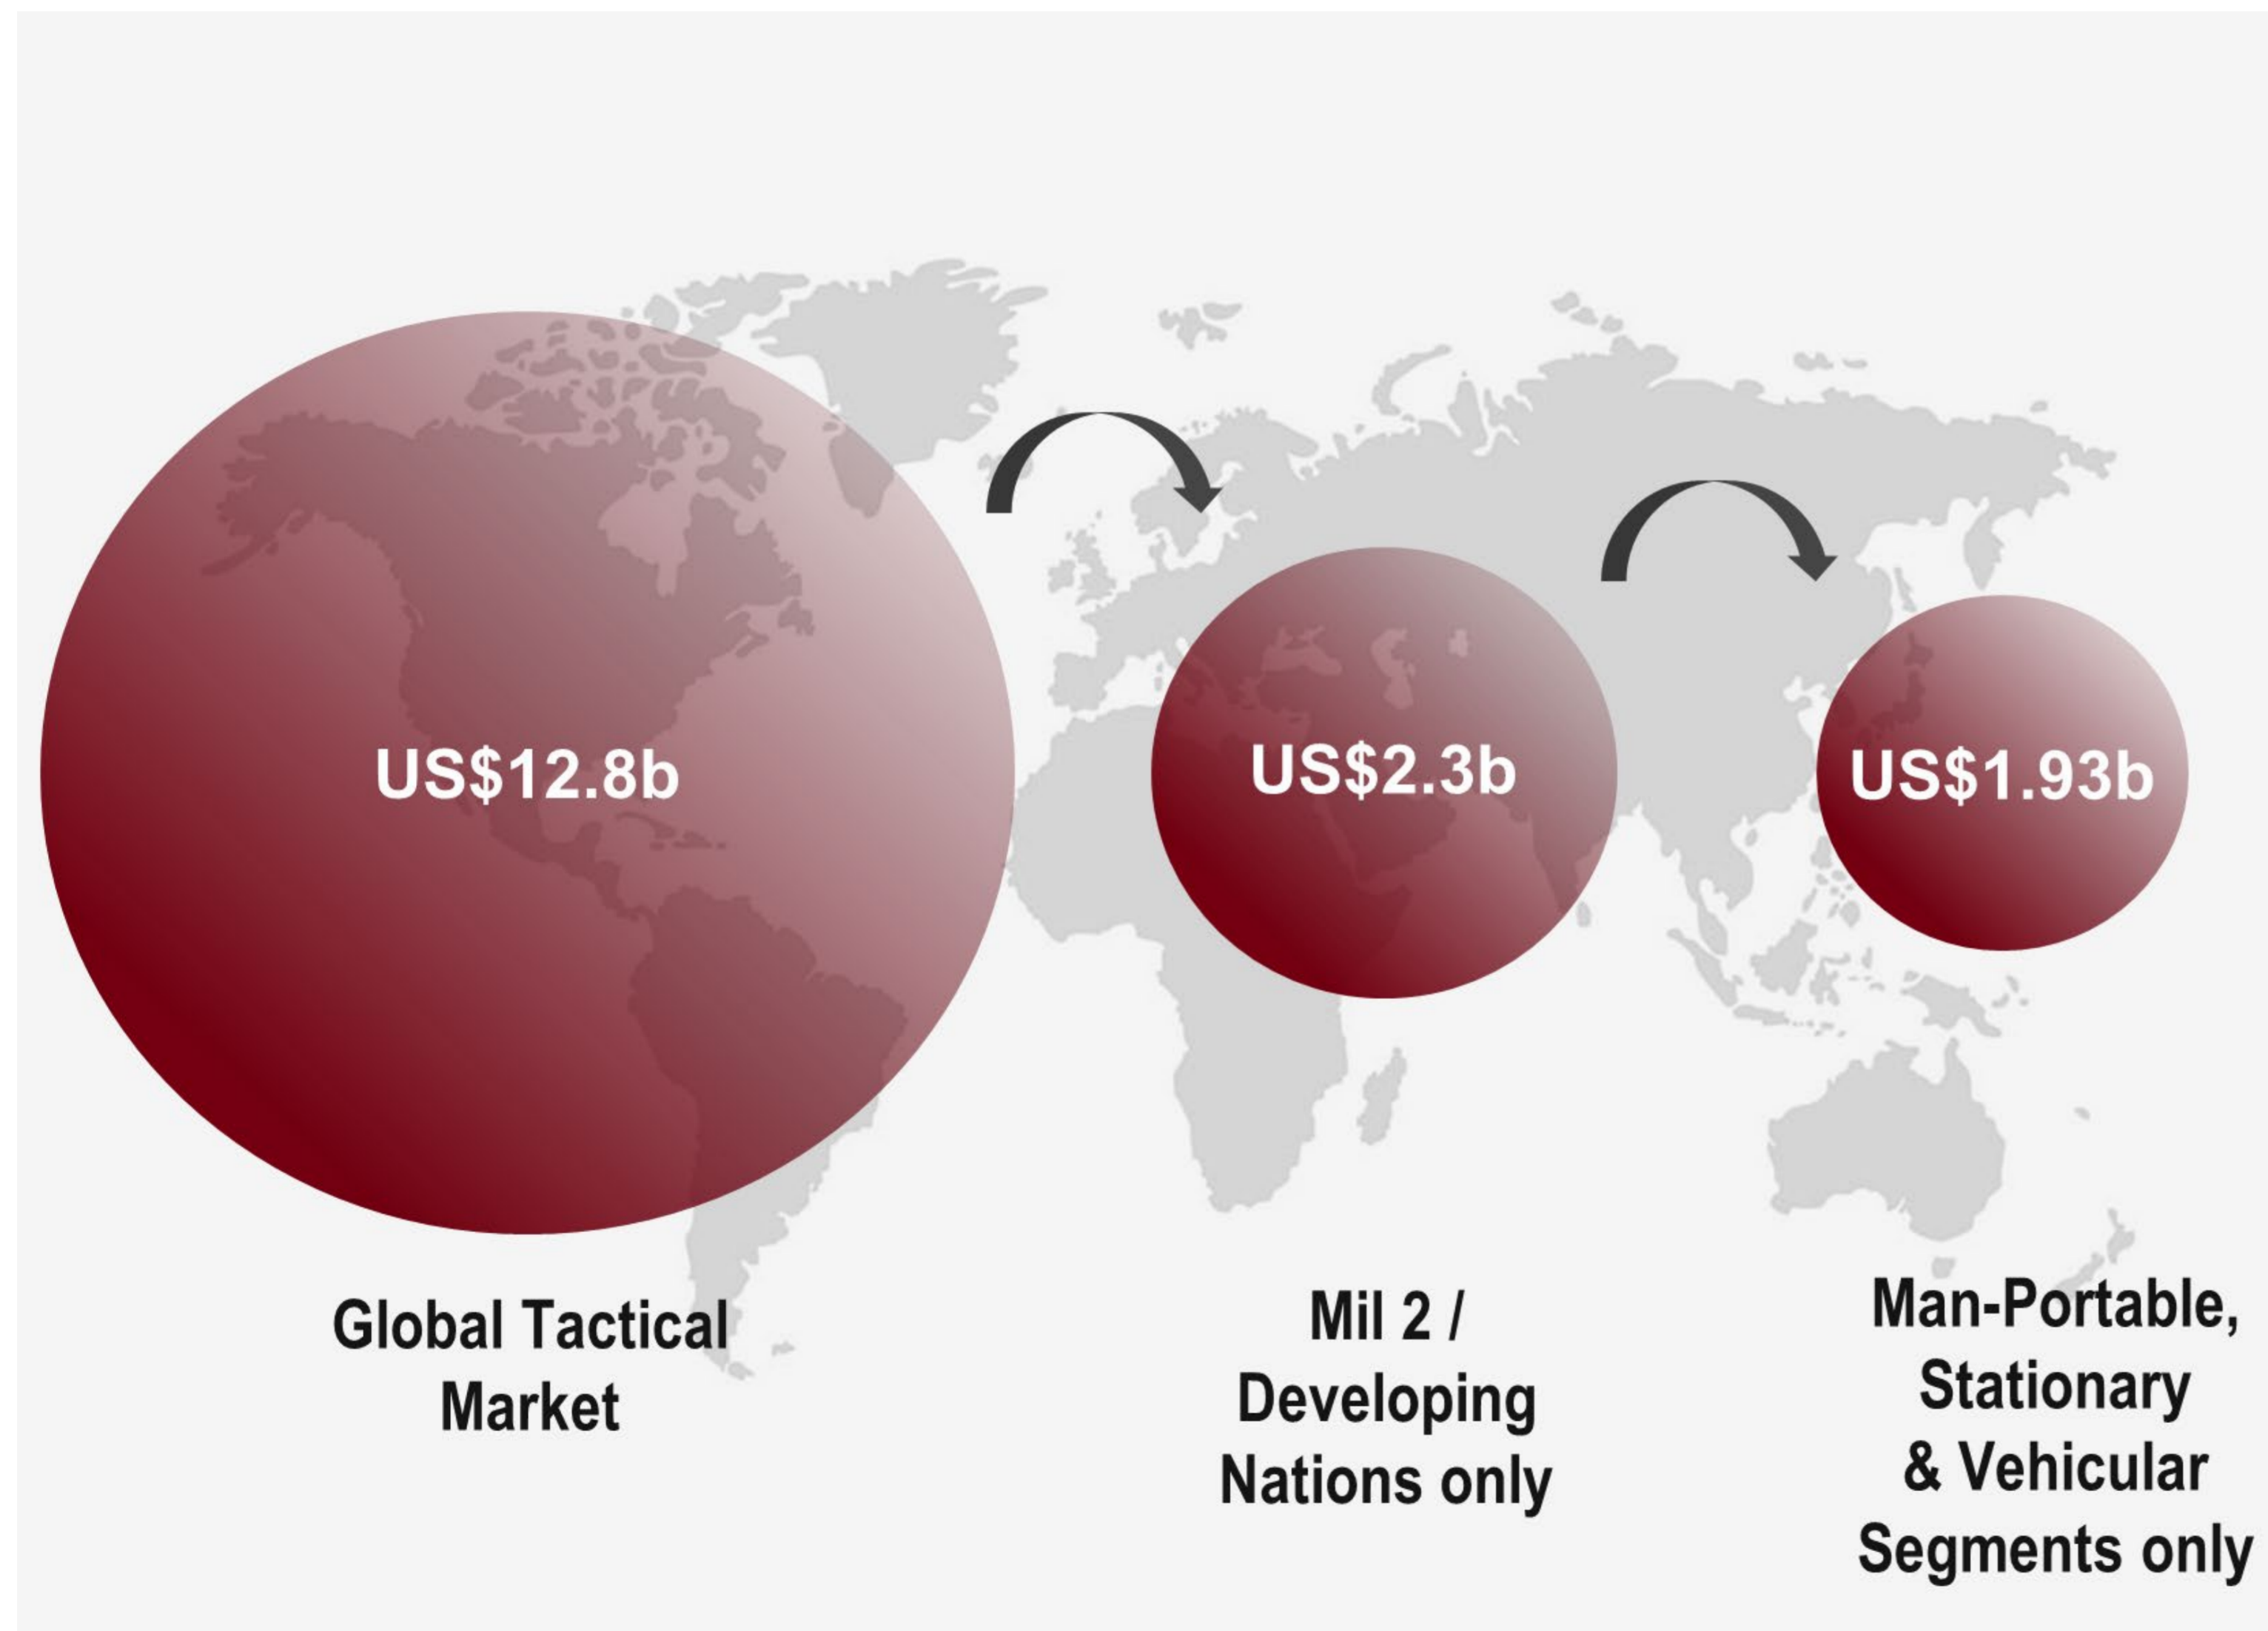 US$12.8b
US$2.3b
US$1.93b
Global Tactical
Market
Mil 2 /
Developing
Nations only
Man-Portable,
Stationary
& Vehicular
Segments only